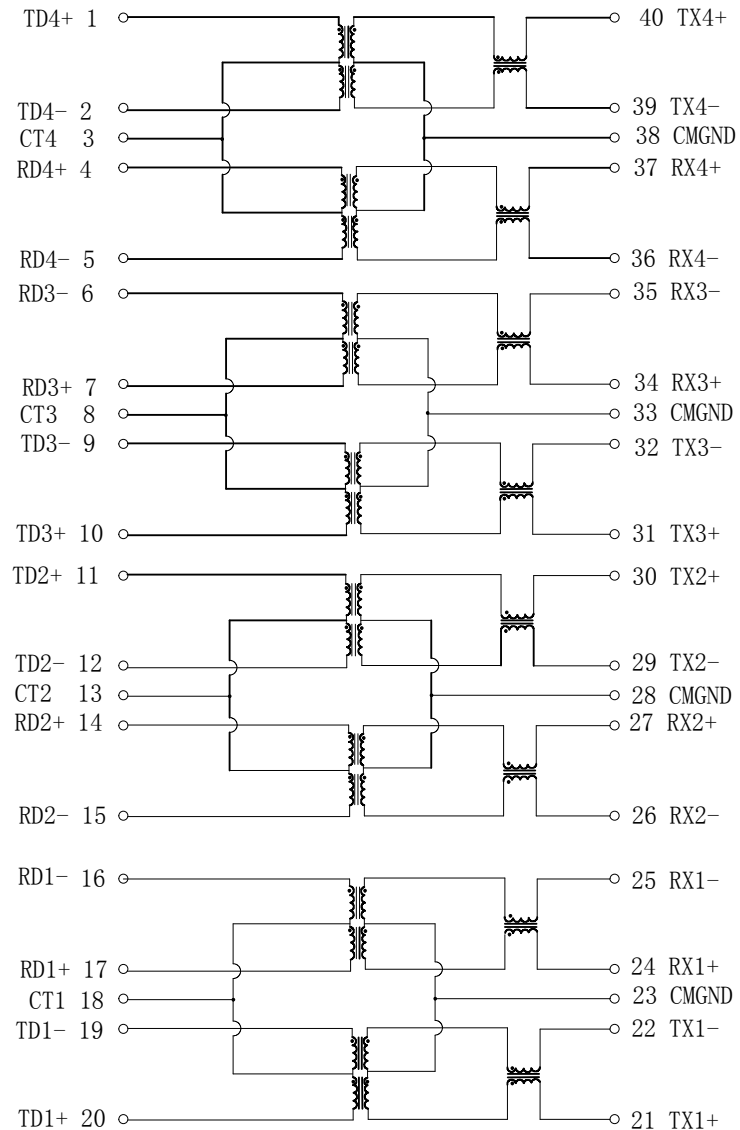 TD4+ 1
40 TX4+
TD4- 2
39 TX4-
CT4 3
38 CMGND
RD4+ 4
37 RX4+
RD4- 5
36 RX4-
RD3- 6
35 RX3-
RD3+ 7
34 RX3+
CT3 8
33 CMGND
TD3- 9
32 TX3-
TD3+ 10
31 TX3+
TD2+ 11
30 TX2+
TD2- 12
29 TX2-
CT2 13
28 CMGND
RD2+ 14
27 RX2+
RD2- 15
26 RX2-
RD1- 16
25 RX1-
RD1+ 17
24 RX1+
CT1 18
23 CMGND
TD1- 19
22 TX1-
TD1+ 20
21 TX1+